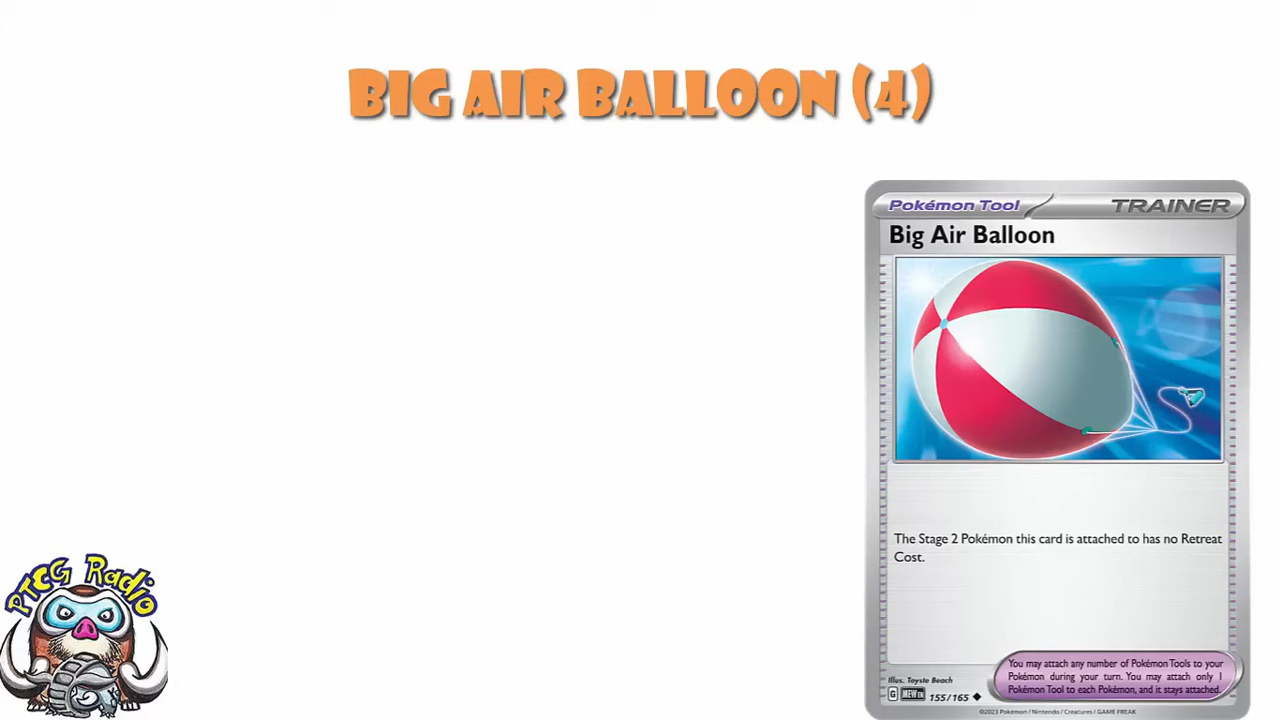 BIG AIR BALLOON (4)
Pokémon Tool TRAINER
Big Air Balloon
The Stage 2 Pokémon this card is attached to has no Retreat
Cost.
You may attach any number of Pokémon Tools to your
Pokémon during your turn. You may attach only 1
Pokémon Tool to each Pokémon, and it stays attached.
Illus. Toyste Beach
G MEW EN 155/165
©2023 Pokémon / Nintendo / Creatures / GAME FREAK
PTCG Radio